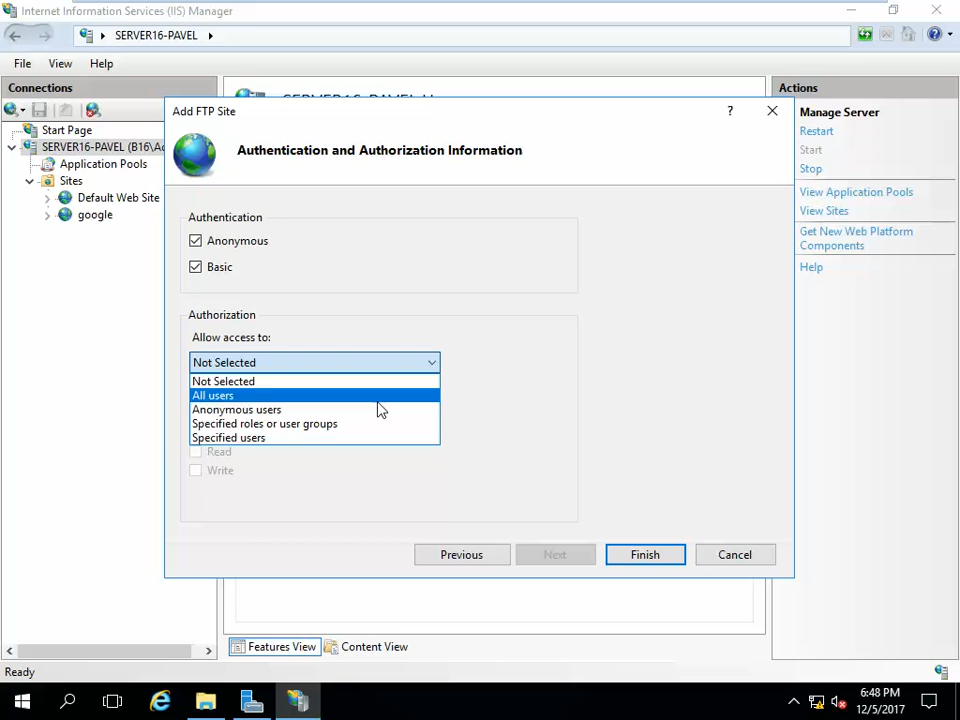 Internet Information Services (IIS) Manager
SERVER16-PAVEL
File View Help
Connections
Start Page
SERVER16-PAVEL (B16\Ad
Application Pools
Sites
Default Web Site
google
Add FTP Site
?
Authentication and Authorization Information
Authentication
Anonymous
Basic
Authorization
Allow access to:
Not Selected
Not Selected
All users
Anonymous users
Specified roles or user groups
Specified users
Read
Write
Previous
Next
Finish
Cancel
Features View
Content View
Actions
Manage Server
Restart
Start
Stop
View Application Pools
View Sites
Get New Web Platform
Components
Help
Ready
6:48 PM
12/5/2017